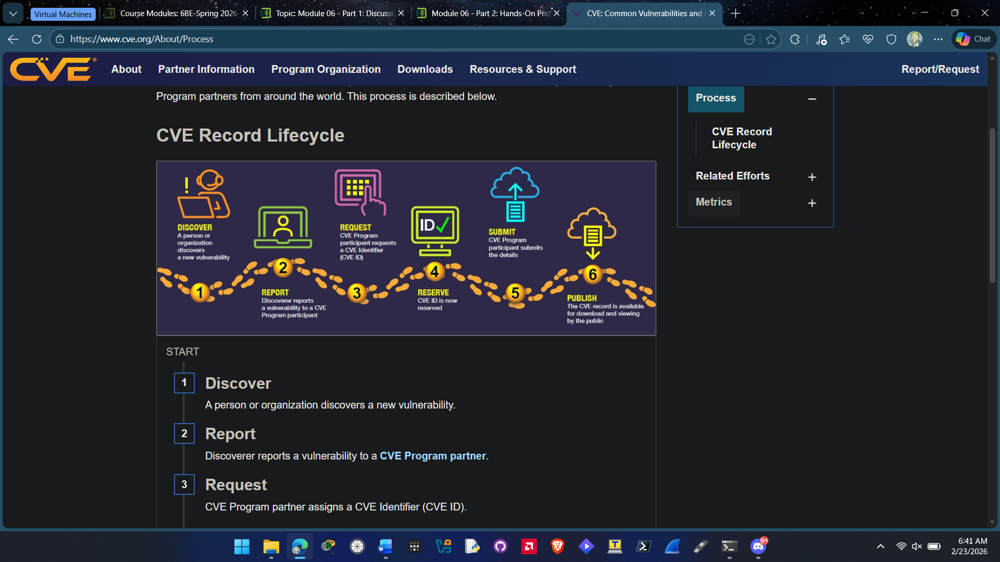 Virtual Machines
Course Modules: 6BE-Spring 2026
Topic: Module 06 - Part 1: Discussi
Module 06 - Part 2: Hands-On Proj
CVE: Common Vulnerabilities and
https://www.cve.org/About/Process
Chat
CVE®
About
Partner Information
Program Organization
Downloads
Resources & Support
Report/Request
Program partners from around the world. This process is described below.
CVE Record Lifecycle
DISCOVER
A person or
organization
discovers
a new vulnerability
REQUEST
CVE Program
participant requests
a CVE Identifier
(CVE ID)
ID
SUBMIT
CVE Program
participant submits
the details
1
2
3
4
5
6
REPORT
Discoverer reports
a vulnerability to a CVE
Program participant
RESERVE
CVE ID is now
reserved
PUBLISH
The CVE record is available
for download and viewing
by the public
START
1
Discover
A person or organization discovers a new vulnerability.
2
Report
Discoverer reports a vulnerability to a CVE Program partner.
3
Request
CVE Program partner assigns a CVE Identifier (CVE ID).
Process
CVE Record
Lifecycle
Related Efforts
Metrics
9+
6:41 AM
2/23/2026